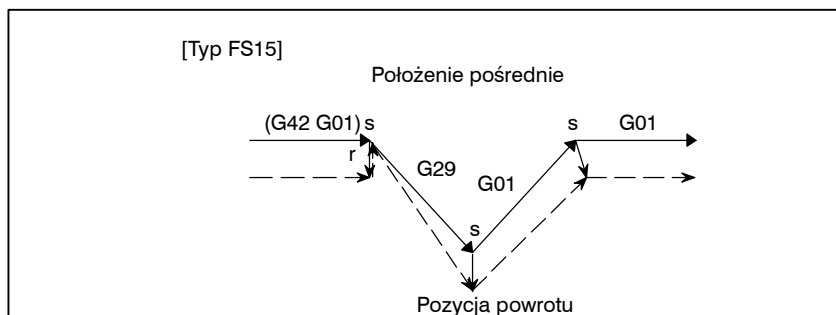 [Typ FS15]
Położenie pośrednie
(G42 G01) s
s
G01
r
G29
G01
s
Pozycja powrotu